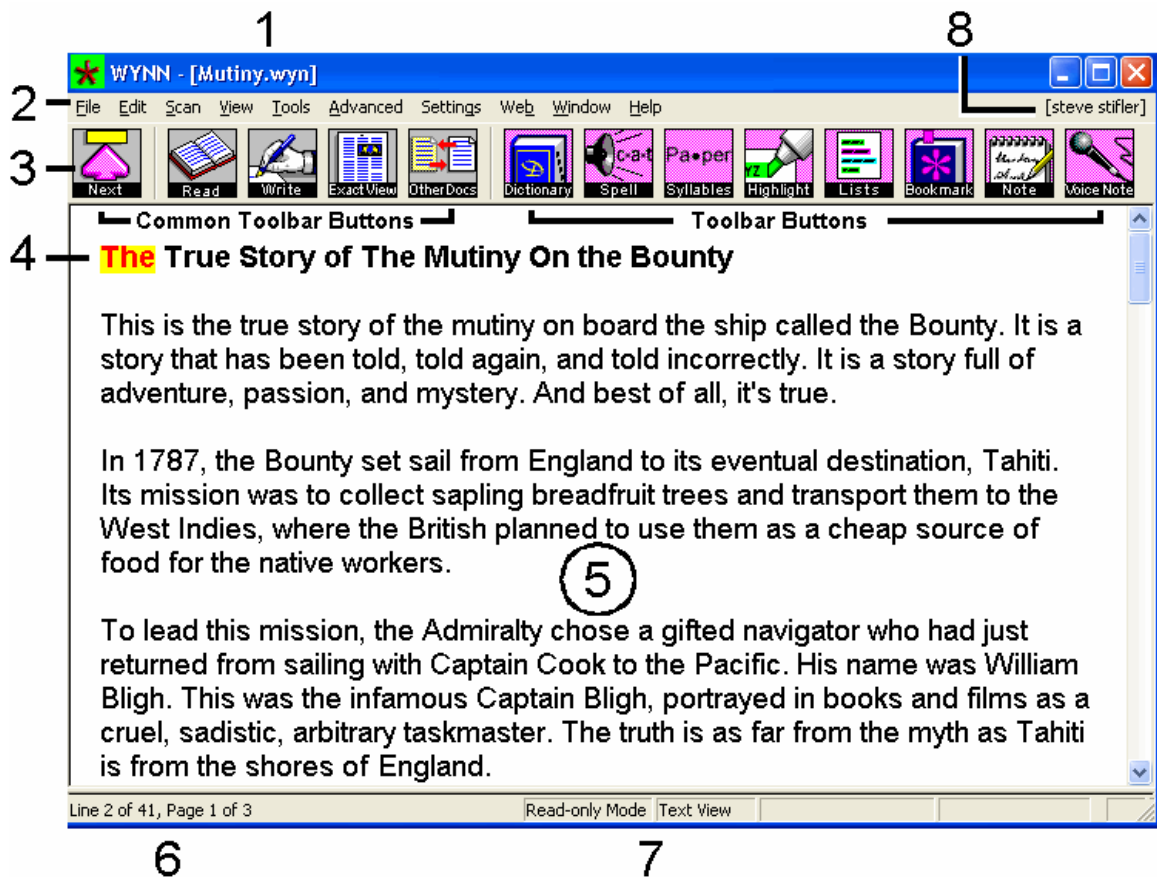 1 8
WYNN - [Mutiny.wyn]
2 File Edit Scan View Tools Advanced Settings Web Window Help [steve stifler]
3 Next Read Write ExactView OtherDocs Dictionary c-a-t Spell Pa•per Syllables YZ Highlight Lists Bookmark Note Voice Note
Common Toolbar Buttons Toolbar Buttons
4 The True Story of The Mutiny On the Bounty
This is the true story of the mutiny on board the ship called the Bounty. It is a
story that has been told, told again, and told incorrectly. It is a story full of
adventure, passion, and mystery. And best of all, it's true.
In 1787, the Bounty set sail from England to its eventual destination, Tahiti.
Its mission was to collect sapling breadfruit trees and transport them to the
West Indies, where the British planned to use them as a cheap source of
food for the native workers.
5
To lead this mission, the Admiralty chose a gifted navigator who had just
returned from sailing with Captain Cook to the Pacific. His name was William
Bligh. This was the infamous Captain Bligh, portrayed in books and films as a
cruel, sadistic, arbitrary taskmaster. The truth is as far from the myth as Tahiti
is from the shores of England.
Line 2 of 41, Page 1 of 3 Read-only Mode Text View
6 7